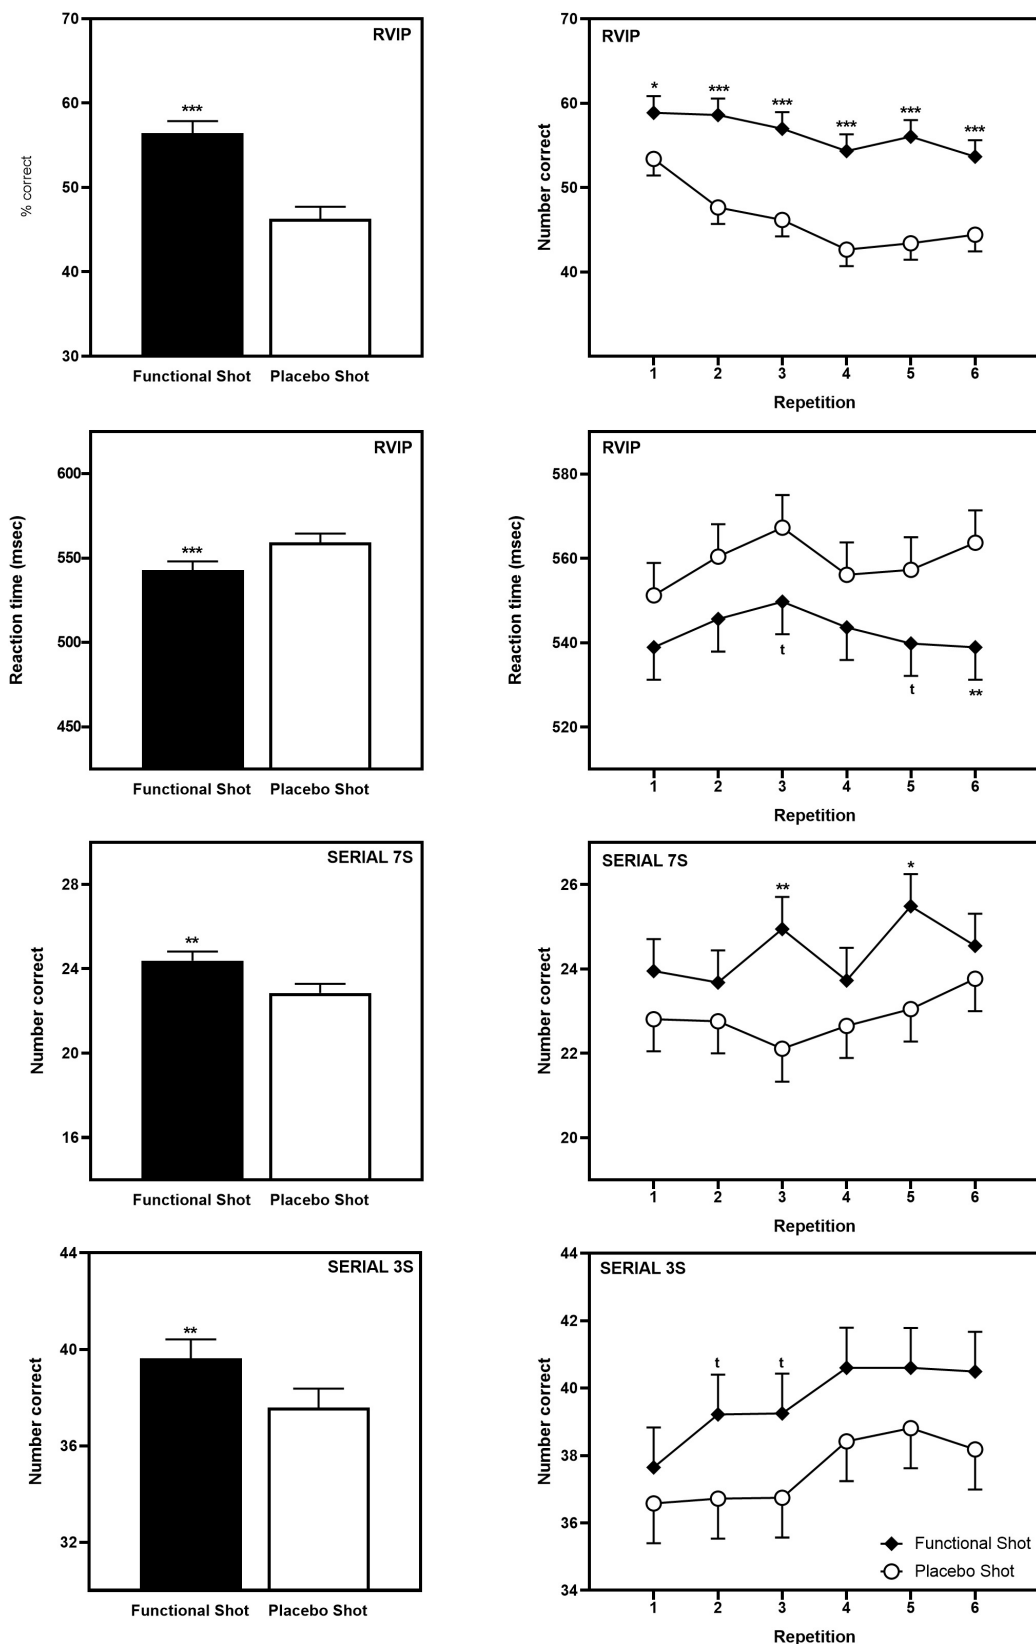 70
60
50
40
30
% correct
RVIP
***
Functional Shot Placebo Shot
70
60
50
40
Number correct
RVIP
* *** *** *** *** ***
1 2 3 4 5 6
Repetition
600
550
500
450
Reaction time (msec)
RVIP
***
Functional Shot Placebo Shot
580
560
540
520
Reaction time (msec)
RVIP
t t **
1 2 3 4 5 6
Repetition
28
24
20
16
Number correct
SERIAL 7S
**
Functional Shot Placebo Shot
26
24
22
20
Number correct
SERIAL 7S
** *
1 2 3 4 5 6
Repetition
44
40
36
32
Number correct
SERIAL 3S
**
Functional Shot Placebo Shot
44
42
40
38
36
34
Number correct
SERIAL 3S
t t
Functional Shot
Placebo Shot
1 2 3 4 5 6
Repetition